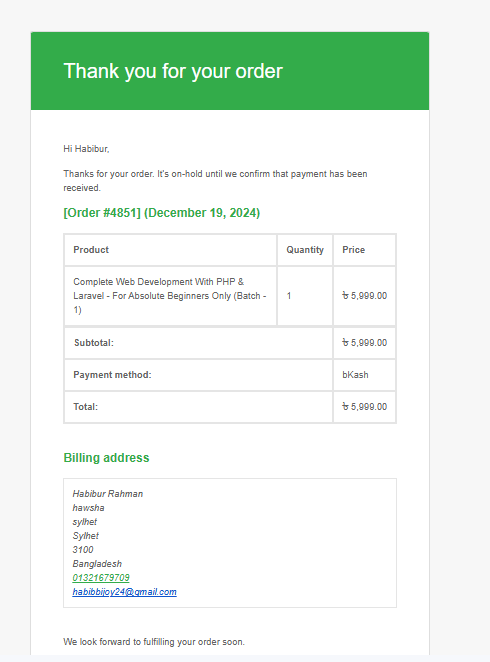 Thank you for your order
Hi Habibur,
Thanks for your order. It's on-hold until we confirm that payment has been
received.
[Order #4851] (December 19, 2024)
Product Quantity Price
Complete Web Development With PHP &
Laravel - For Absolute Beginners Only (Batch -
1) 1 ৳ 5,999.00
Subtotal: ৳ 5,999.00
Payment method: bKash
Total: ৳ 5,999.00
Billing address
Habibur Rahman
hawsha
sylhet
Sylhet
3100
Bangladesh
01321679709
habibbijoy24@gmail.com
We look forward to fulfilling your order soon.